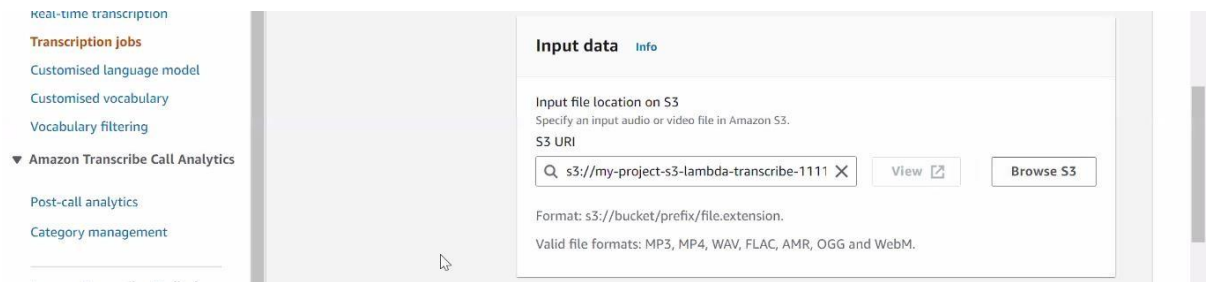 Real-time transcription
Transcription jobs
Customised language model
Customised vocabulary
Vocabulary filtering
▼ Amazon Transcribe Call Analytics
Post-call analytics
Category management
Input data Info
Input file location on S3
Specify an input audio or video file in Amazon S3.
S3 URI
s3://my-project-s3-lambda-transcribe-1111
View
Browse S3
Format: s3://bucket/prefix/file.extension.
Valid file formats: MP3, MP4, WAV, FLAC, AMR, OGG and WebM.